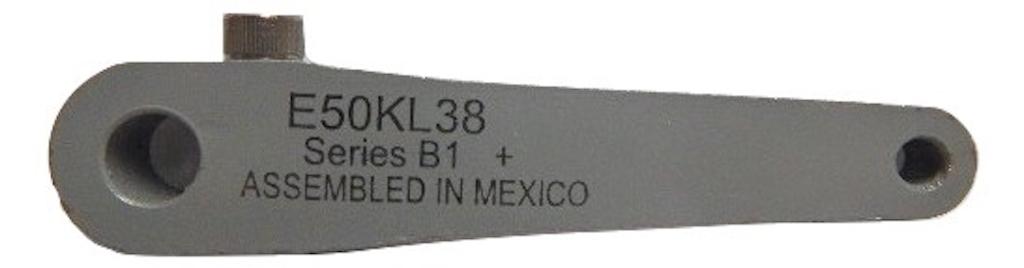 E50KL38
Series B1 +
ASSEMBLED IN MEXICO